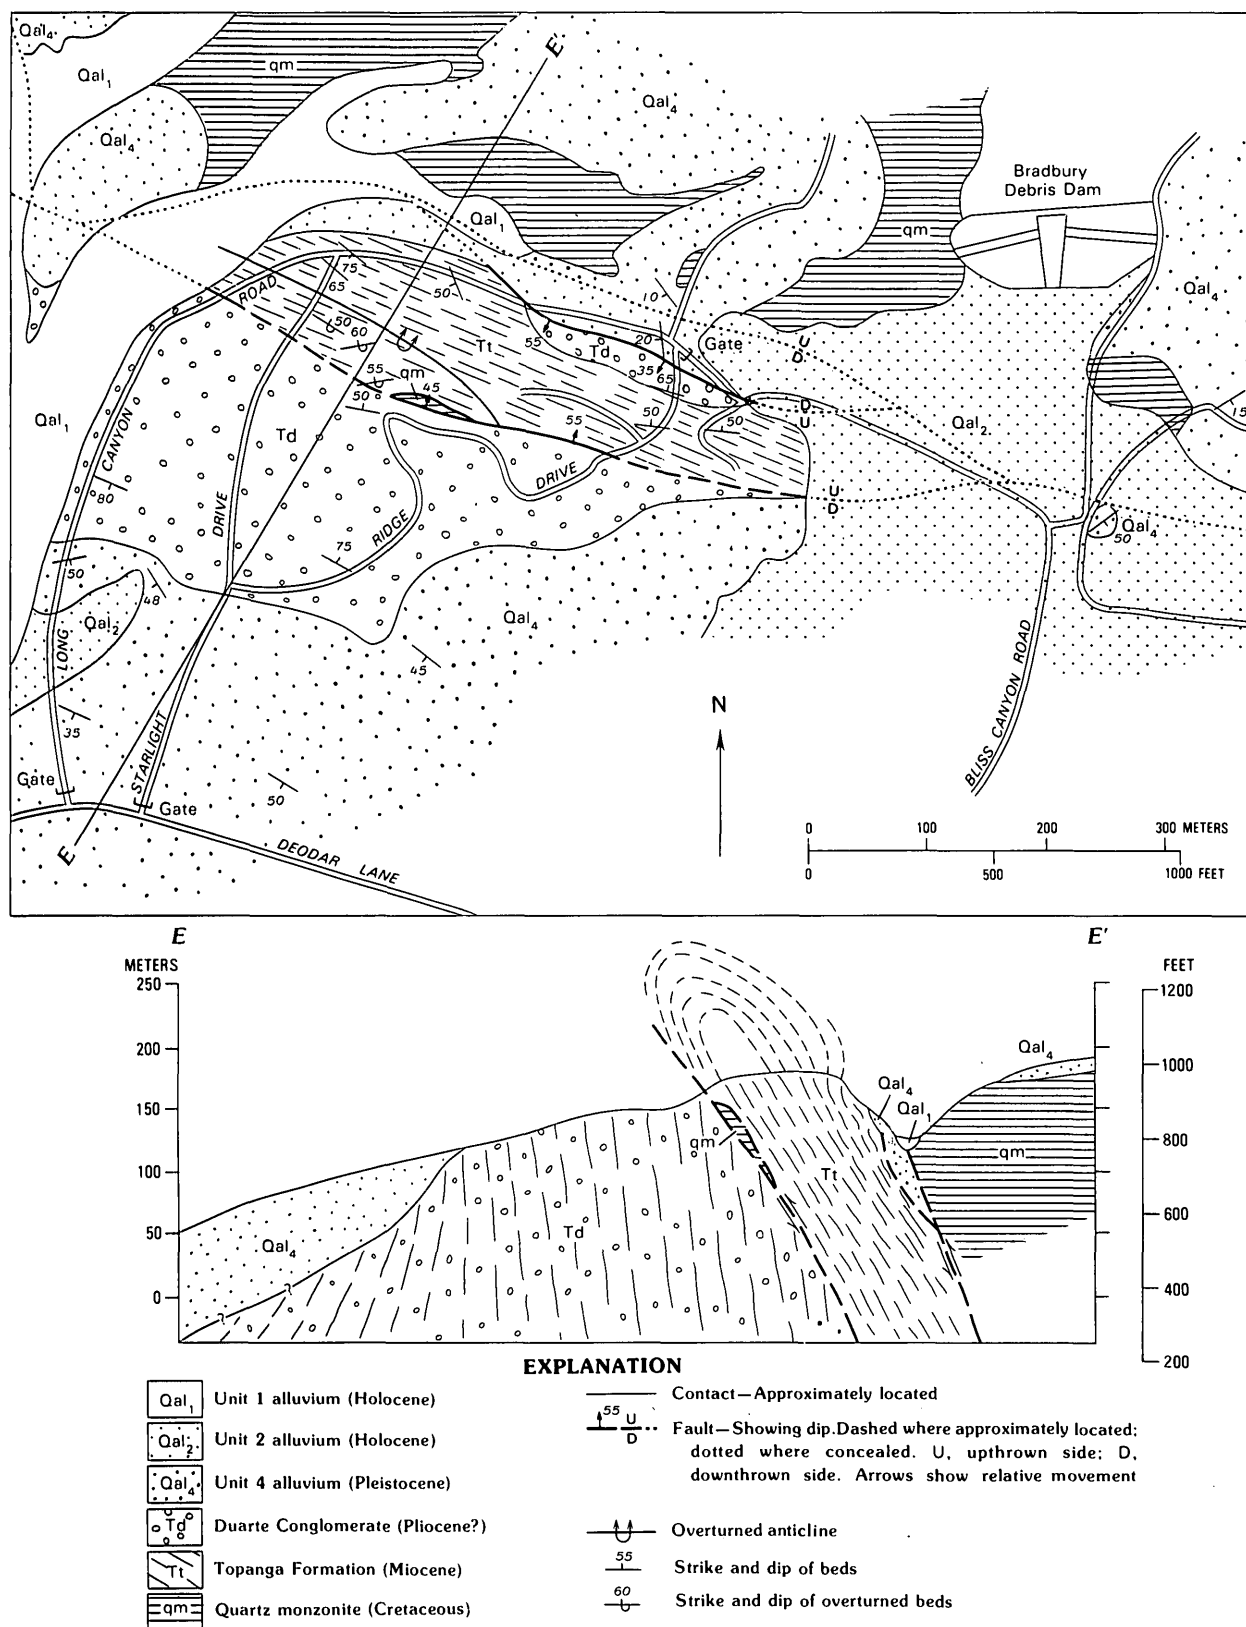 Qal4
Qal1
qm
E'
Qal4
Qal4
Bradbury
Debris Dam
Qal1
qm
Qal4
75
ROAD
65
50
10
50
60
Tt
55
Td
20
Gate
U
D
35
55
qm
45
65
15
50
55
50
50
D
U
Qal2
Qal1
Td
CANYON
80
DRIVE
DRIVE
U
D
RIDGE
75
Qal4
50
50
48
Qal4
Qal2
LONG
45
N
BLISS CANYON ROAD
35
STARLIGHT
Gate
Gate
50
0 100 200 300 METERS
0 500 1000 FEET
E
DEODAR LANE
E
E'
METERS
FEET
250
1200
200
Qal4
1000
Qal4
150
Qal1
800
qm
qm
100
Tt
600
50
Td
Qal4
400
0
200
EXPLANATION
Qal1 Unit 1 alluvium (Holocene)
Qal2 Unit 2 alluvium (Holocene)
Qal4 Unit 4 alluvium (Pleistocene)
Td Duarte Conglomerate (Pliocene?)
Tt Topanga Formation (Miocene)
qm Quartz monzonite (Cretaceous)
Contact—Approximately located
55 U
D
Fault—Showing dip. Dashed where approximately located;
dotted where concealed. U, upthrown side; D,
downthrown side. Arrows show relative movement
Overturned anticline
55 Strike and dip of beds
60 Strike and dip of overturned beds